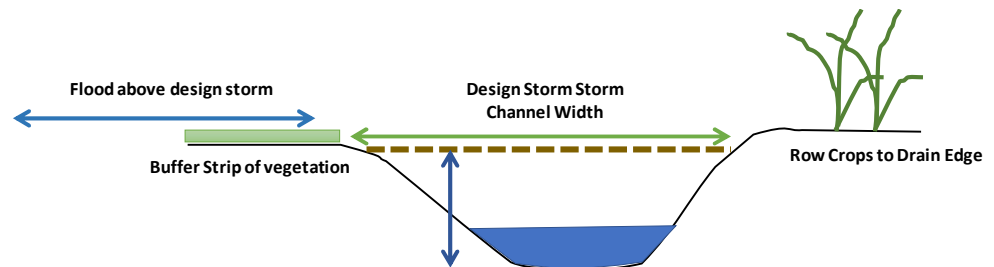 Flood above design storm
Design Storm Storm
Channel Width
Buffer Strip of vegetation
Row Crops to Drain Edge